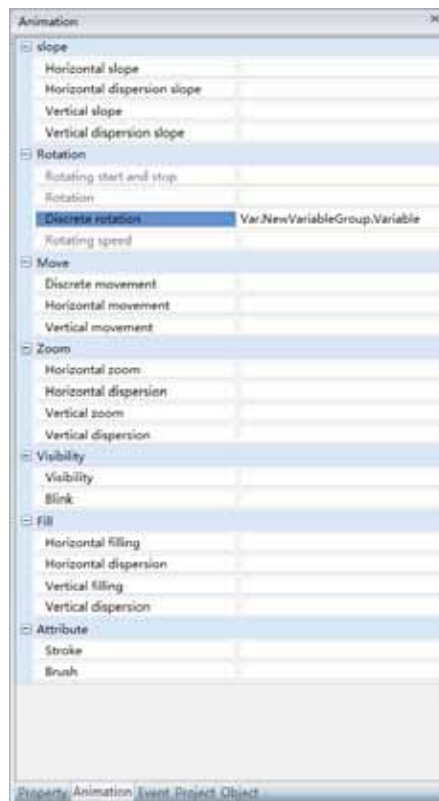 Animation
slope
Horizontal slope
Horizontal dispersion slope
Vertical slope
Vertical dispersion slope
Rotation
Rotating start and stop
Rotation
Discrete rotation Var.NewVariableGroup.Variable
Rotating speed
Move
Discrete movement
Horizontal movement
Vertical movement
Zoom
Horizontal zoom
Horizontal dispersion
Vertical zoom
Vertical dispersion
Visibility
Visibility
Blink
Fill
Horizontal filling
Horizontal dispersion
Vertical filling
Vertical dispersion
Attribute
Stroke
Brush
Property Animation Event Project Object